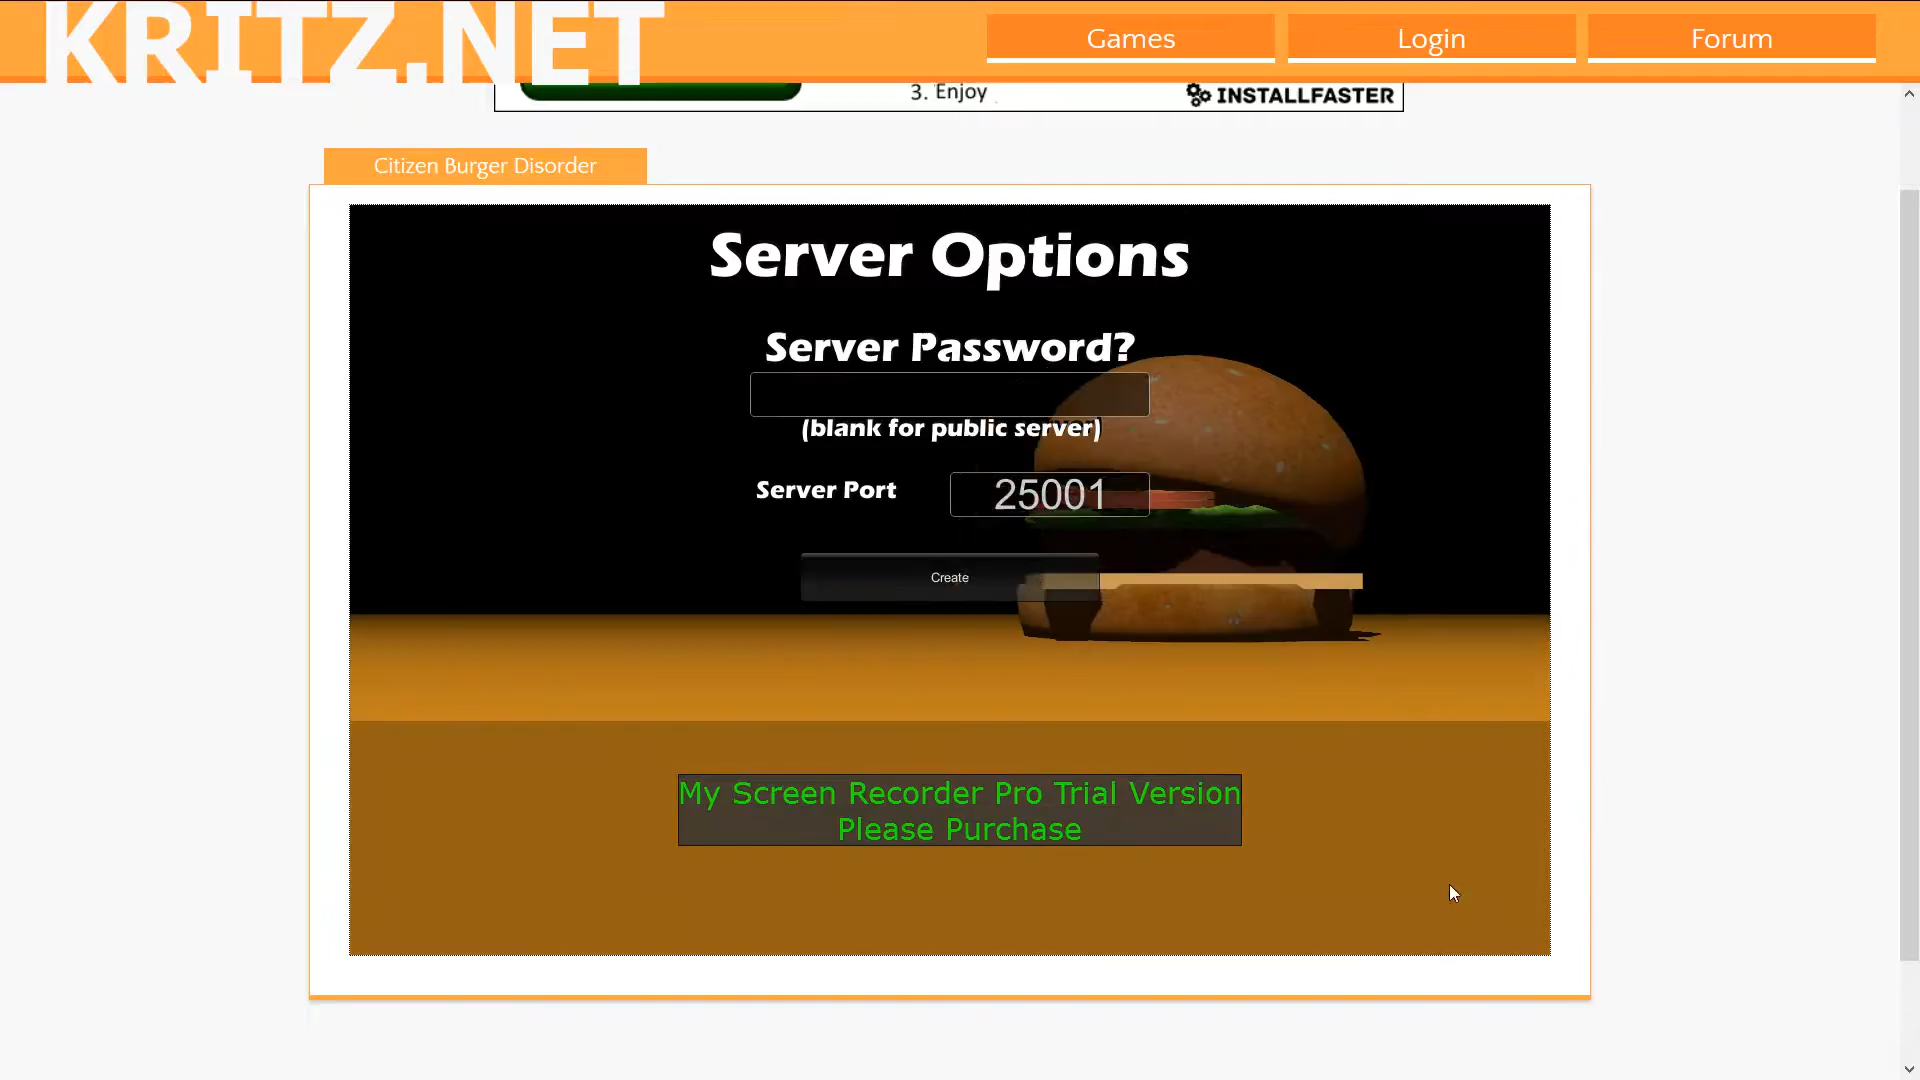 KRITZ.NET
Games
Login
Forum
3. Enjoy
INSTALLFASTER
Citizen Burger Disorder
Server Options
Server Password?
(blank for public server)
Server Port
25001
Create
My Screen Recorder Pro Trial Version
Please Purchase